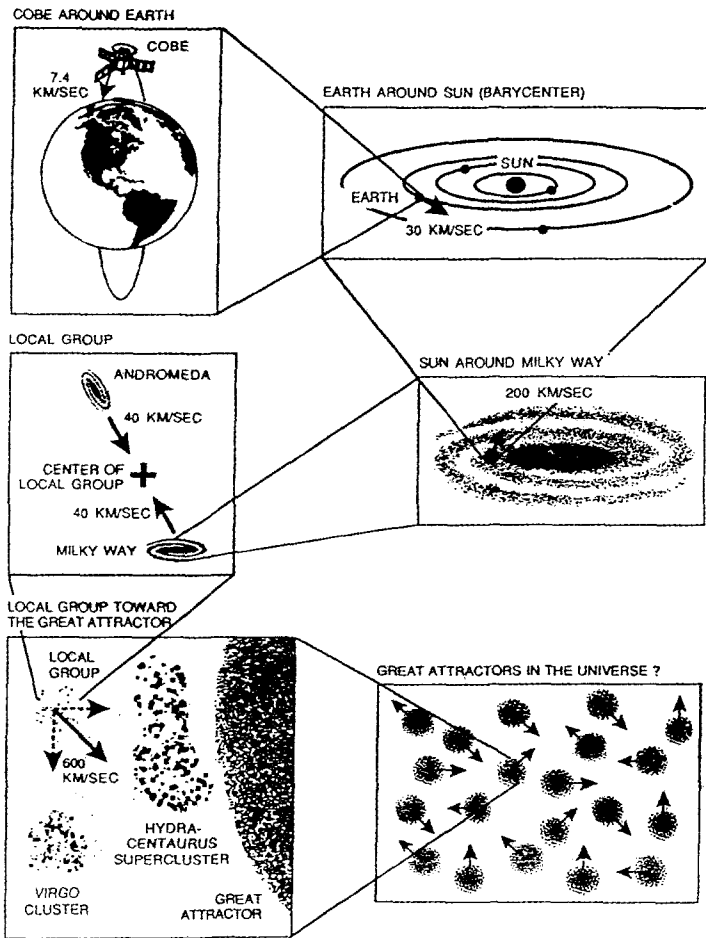 COBE AROUND EARTH
COBE
7.4
KM/SEC
EARTH AROUND SUN (BARYCENTER)
SUN
EARTH
30 KM/SEC
LOCAL GROUP
ANDROMEDA
40 KM/SEC
CENTER OF
LOCAL GROUP
40 KM/SEC
MILKY WAY
SUN AROUND MILKY WAY
200 KM/SEC
LOCAL GROUP TOWARD
THE GREAT ATTRACTOR
LOCAL
GROUP
600
KM/SEC
HYDRA-
CENTAURUS
SUPERCLUSTER
VIRGO
CLUSTER
GREAT
ATTRACTOR
GREAT ATTRACTORS IN THE UNIVERSE ?